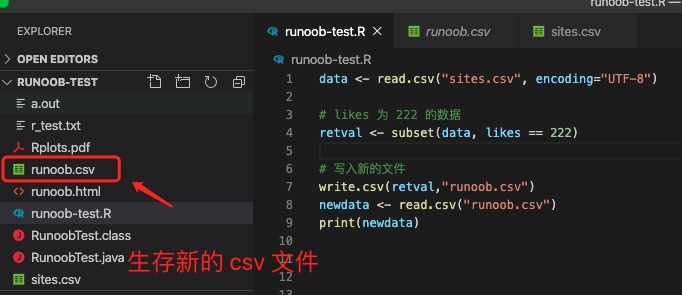 runoob-test.R —
EXPLORER
OPEN EDITORS
RUNOOB-TEST
a.out
r_test.txt
Rplots.pdf
runoob.csv
runoob.html
runoob-test.R
RunoobTest.class
RunoobTest.java
sites.csv
生存新的 csv 文件
runoob-test.R
runoob.csv
sites.csv
runoob-test.R
1 data <- read.csv("sites.csv", encoding="UTF-8")
2
3 # likes 为 222 的数据
4 retval <- subset(data, likes == 222)
5
6 # 写入新的文件
7 write.csv(retval,"runoob.csv")
8 newdata <- read.csv("runoob.csv")
9 print(newdata)
10
11
12
13